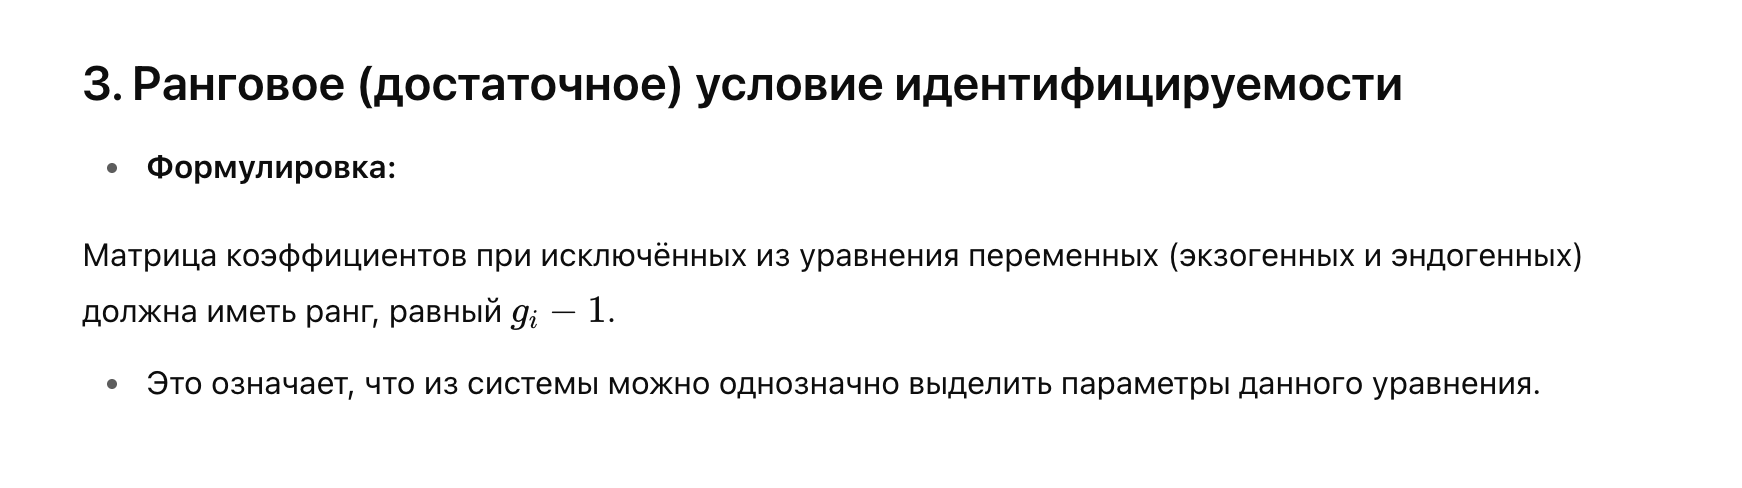 3. Ранговое (достаточное) условие идентифицируемости
• Формулировка:
Матрица коэффициентов при исключённых из уравнения переменных (экзогенных и эндогенных)
должна иметь ранг, равный gᵢ − 1.
• Это означает, что из системы можно однозначно выделить параметры данного уравнения.